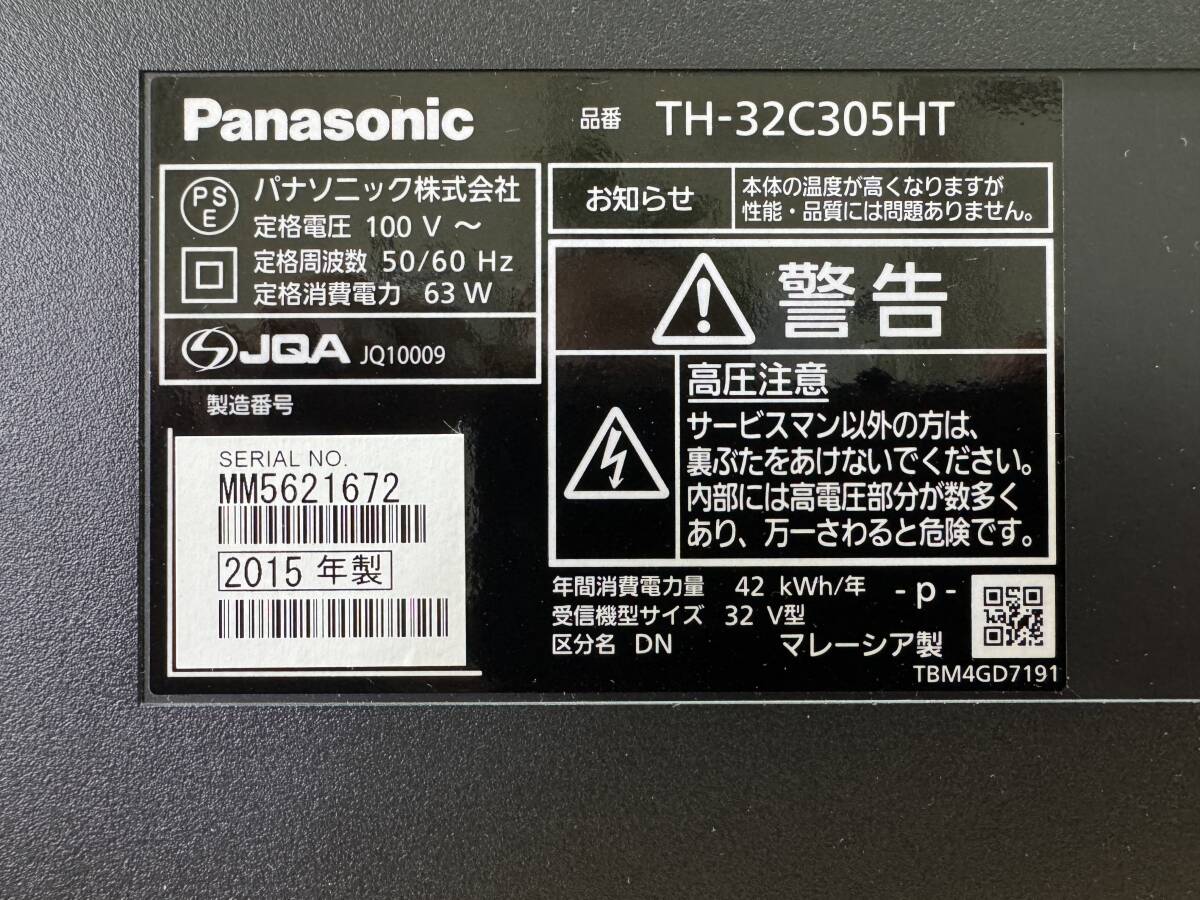 Panasonic
品番 TH-32C305HT
PS
E
パナソニック株式会社
定格電圧 100 V ～
定格周波数 50/60 Hz
定格消費電力 63 W
JQA JQ10009
製造番号
SERIAL NO.
MM5621672
2015 年製
お知らせ
本体の温度が高くなりますが
性能・品質には問題ありません。
警告
高圧注意
サービスマン以外の方は、
裏ぶたをあけないでください。
内部には高電圧部分が数多く
あり、万一さわると危険です。
年間消費電力量 42 kWh/年 - p -
受信機型サイズ 32 V型
区分名 DN マレーシア製
TBM4GD7191